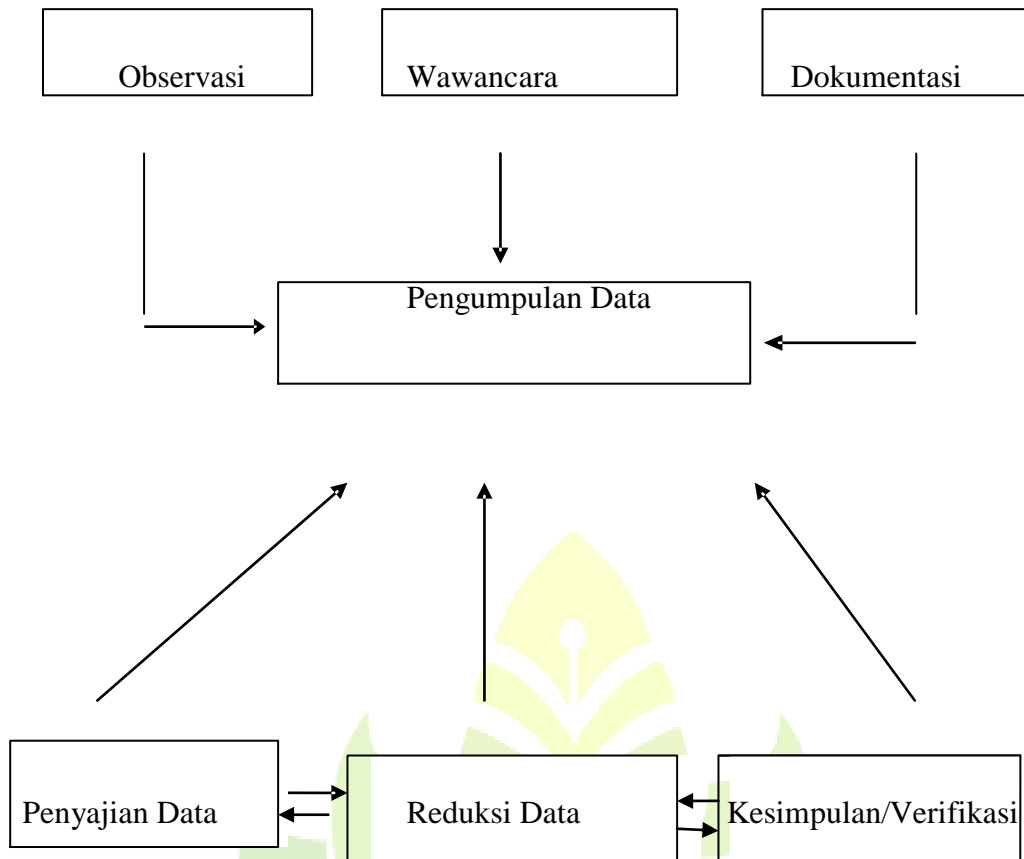 Observasi
Wawancara
Dokumentasi
Pengumpulan Data
Penyajian Data
Reduksi Data
Kesimpulan/Verifikasi